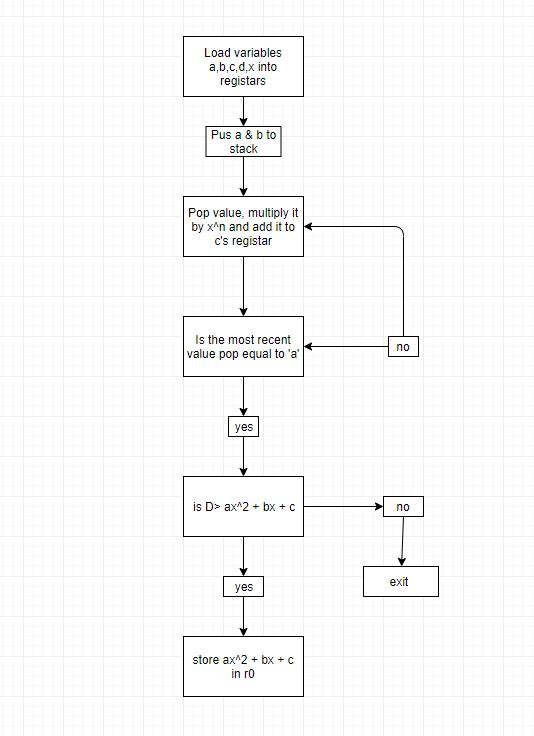 Load variables
a,b,c,d,x into
registars
Pus a & b to
stack
Pop value, multiply it
by x^n and add it to
c's registar
Is the most recent
value pop equal to 'a'
no
yes
is D> ax^2 + bx + c
no
yes
exit
store ax^2 + bx + c
in r0